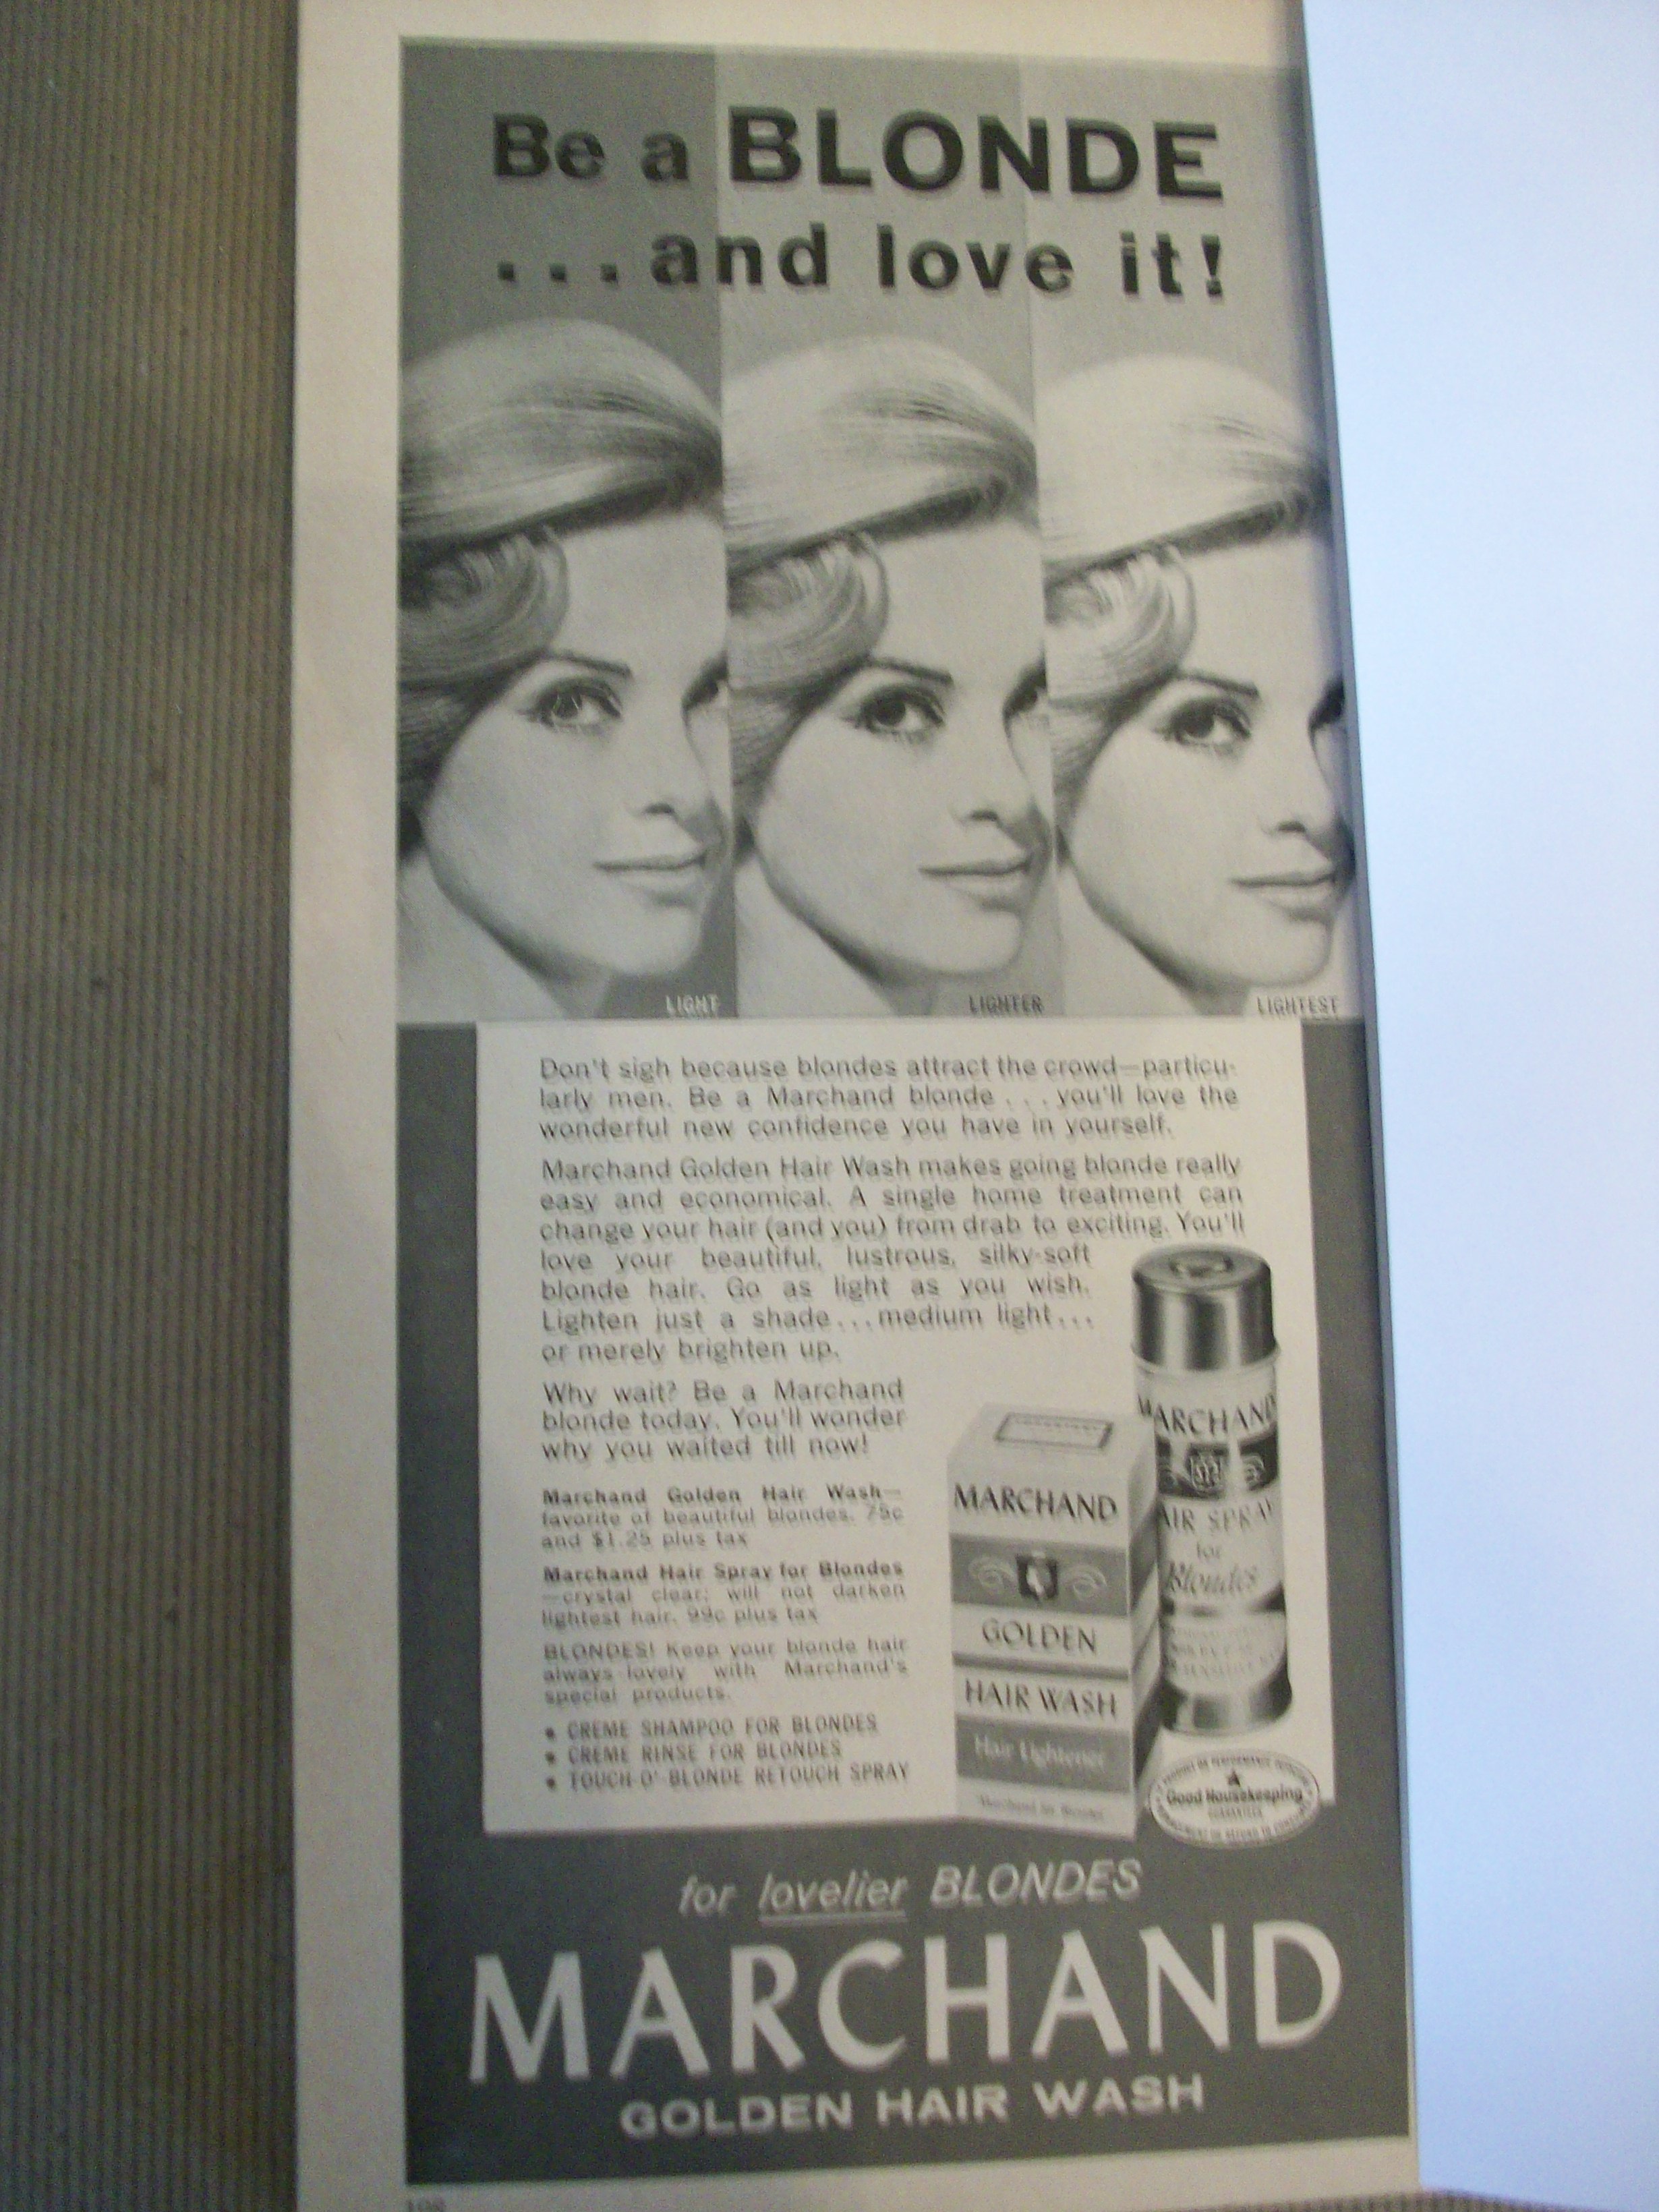 Be a BLONDE
...and love it!
LIGHT
LIGHTER
LIGHTEST
Don't sigh because blondes attract the crowd—particu-
larly men. Be a Marchand blonde ... you'll love the
wonderful new confidence you have in yourself.
Marchand Golden Hair Wash makes going blonde really
easy and economical. A single home treatment can
change your hair (and you) from drab to exciting. You'll
love your beautiful, lustrous, silky-soft
blonde hair. Go as light as you wish.
Lighten just a shade...medium light...
or merely brighten up.
Why wait? Be a Marchand
blonde today. You'll wonder
why you waited till now!
Marchand Golden Hair Wash—
favorite of beautiful blondes. 75c
and $1.25 plus tax
Marchand Hair Spray for Blondes
—crystal clear; will not darken
lightest hair. 99c plus tax
BLONDES! Keep your blonde hair
always lovely with Marchand's
special products.
• CREME SHAMPOO FOR BLONDES
• CREME RINSE FOR BLONDES
• TOUCH-O'-BLONDE RETOUCH SPRAY
MARCHAND
GOLDEN
HAIR WASH
Hair Lightener
MARCHAND
HAIR SPRAY
for
Blondes
Good Housekeeping
GUARANTEES
for lovelier BLONDES
MARCHAND
GOLDEN HAIR WASH